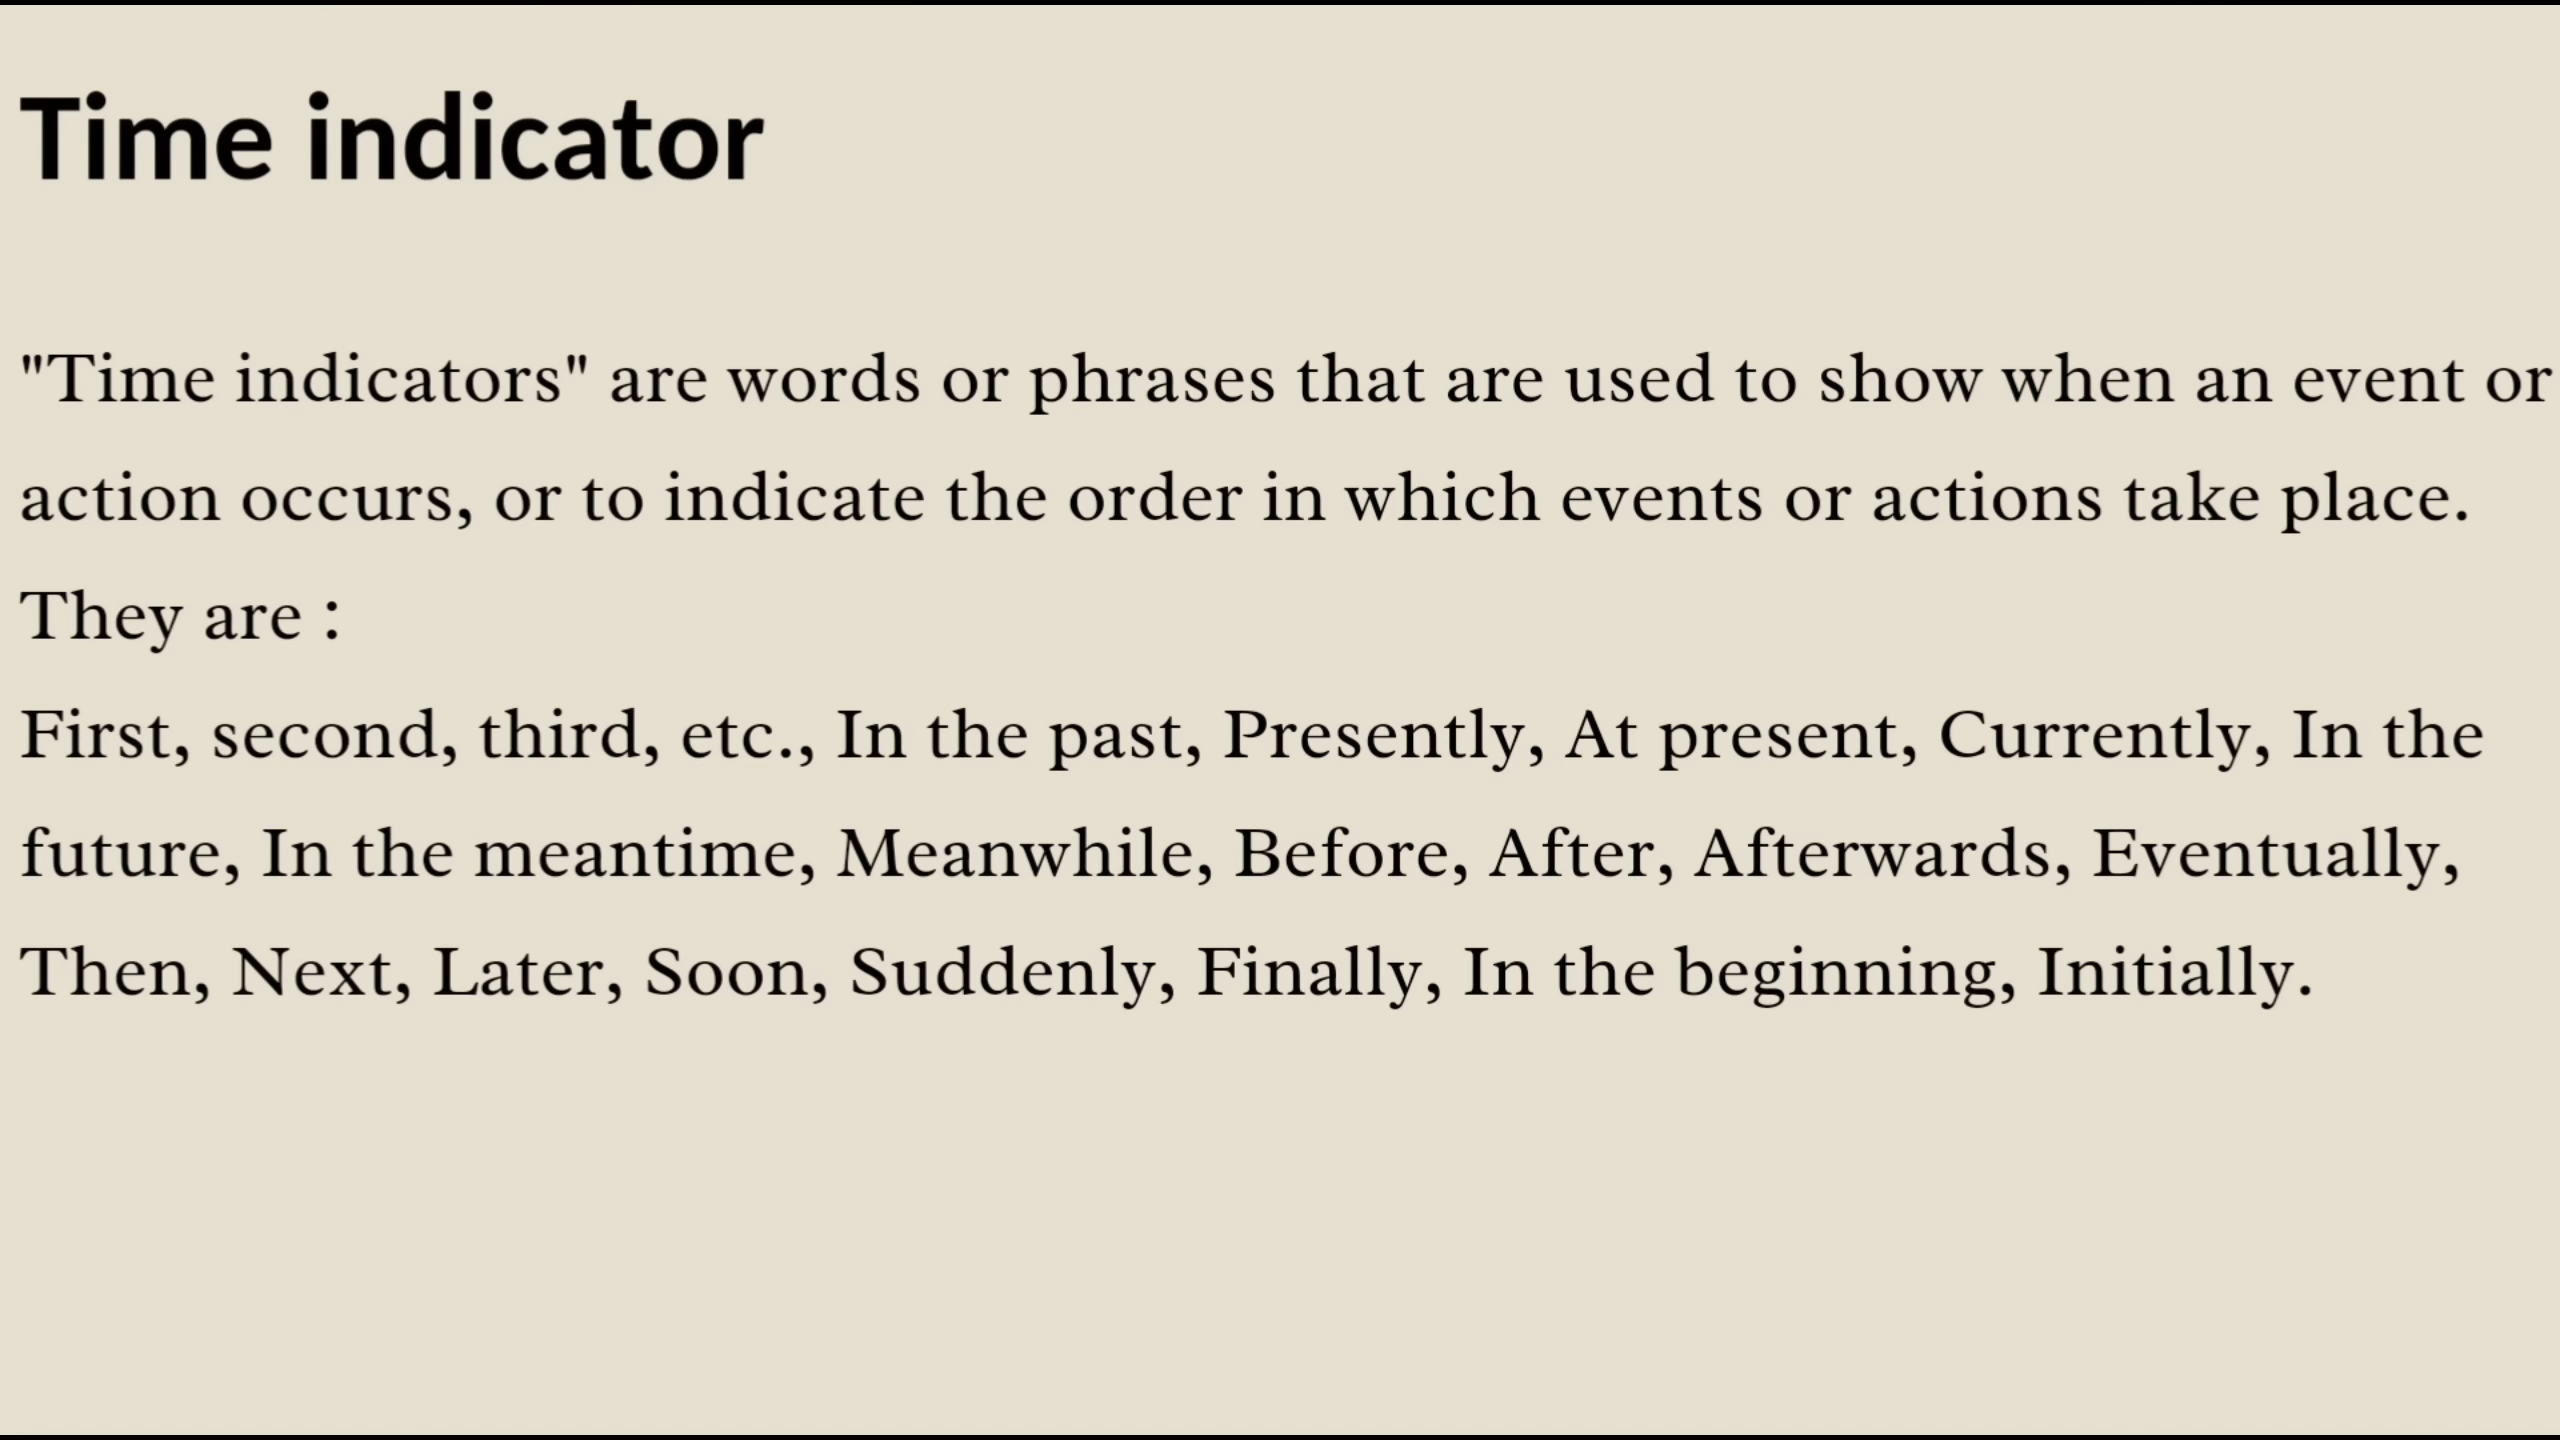 Time indicator
"Time indicators" are words or phrases that are used to show when an event or
action occurs, or to indicate the order in which events or actions take place.
They are :
First, second, third, etc., In the past, Presently, At present, Currently, In the
future, In the meantime, Meanwhile, Before, After, Afterwards, Eventually,
Then, Next, Later, Soon, Suddenly, Finally, In the beginning, Initially.